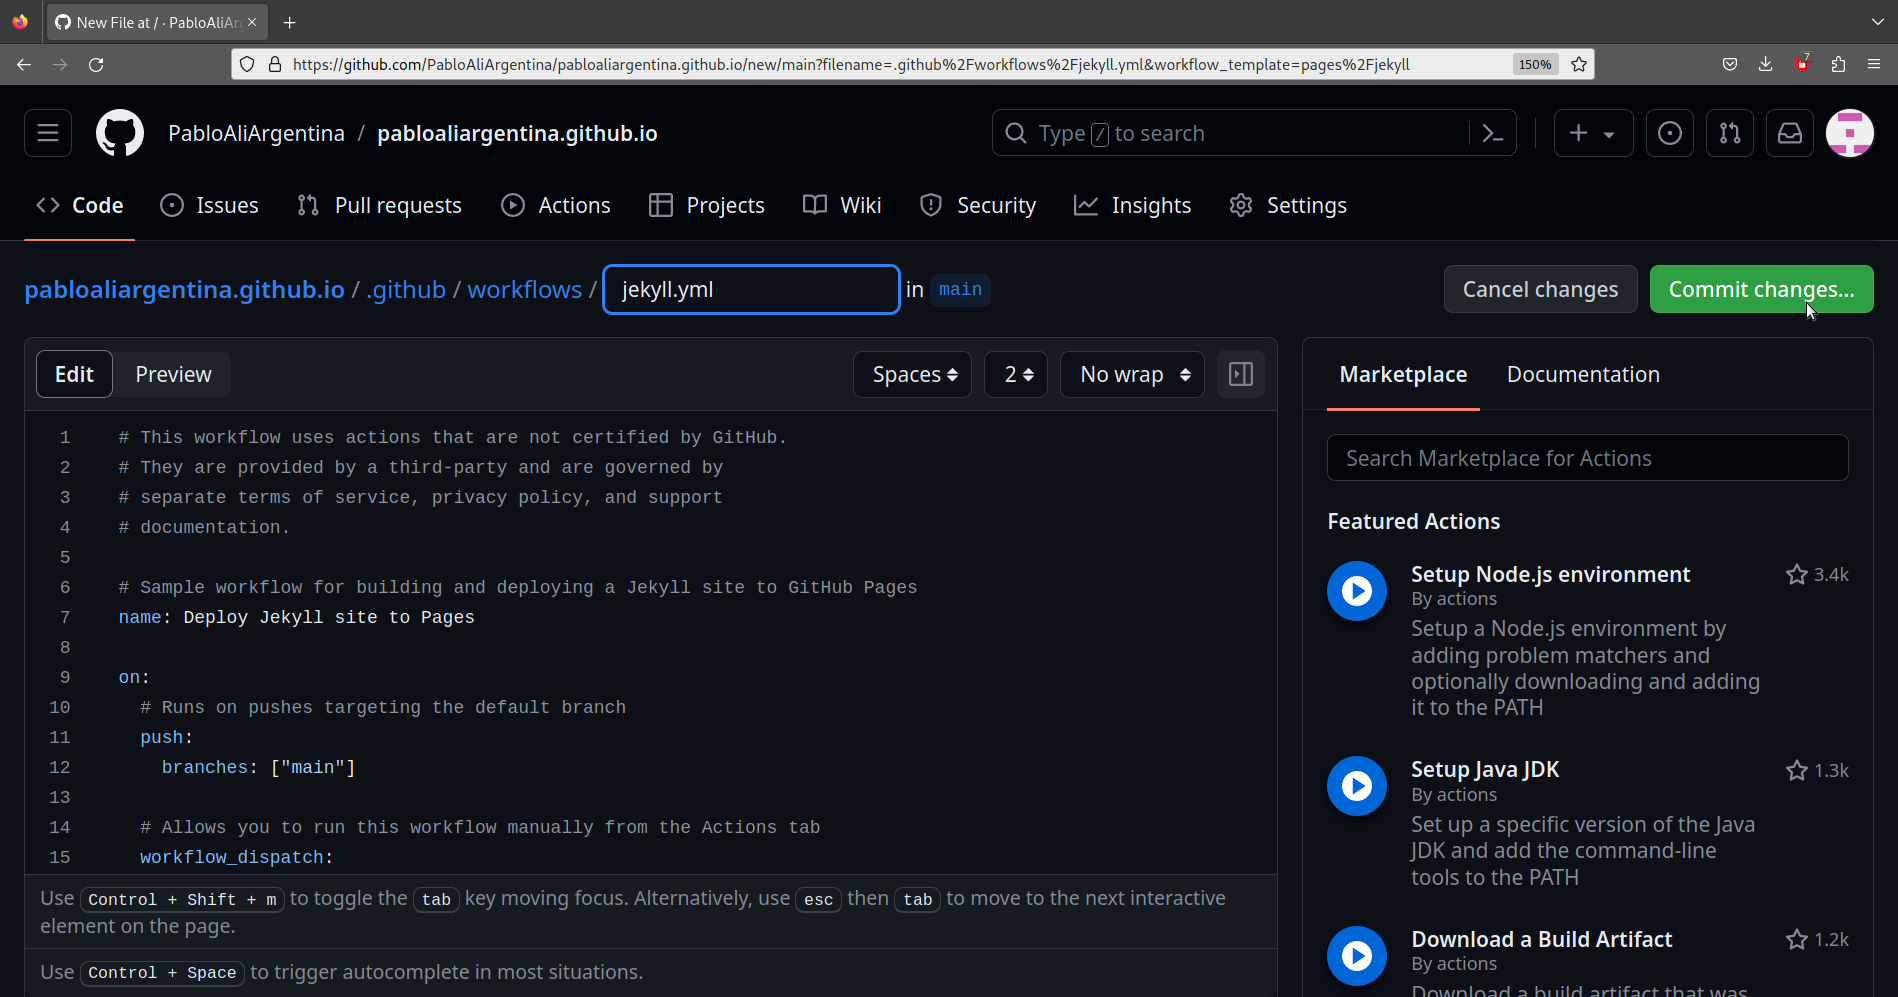 New File at / · PabloAliAr
https://github.com/PabloAliArgentina/pabloaliargentina.github.io/new/main?filename=.github%2Fworkflows%2Fjekyll.yml&workflow_template=pages%2Fjekyll
150%
7
PabloAliArgentina / pabloaliargentina.github.io
Type / to search
Code
Issues
Pull requests
Actions
Projects
Wiki
Security
Insights
Settings
pabloaliargentina.github.io / .github / workflows / jekyll.yml in main
Cancel changes
Commit changes...
Edit
Preview
Spaces
2
No wrap
1 # This workflow uses actions that are not certified by GitHub.
2 # They are provided by a third-party and are governed by
3 # separate terms of service, privacy policy, and support
4 # documentation.
5
6 # Sample workflow for building and deploying a Jekyll site to GitHub Pages
7 name: Deploy Jekyll site to Pages
8
9 on:
10 # Runs on pushes targeting the default branch
11 push:
12 branches: ["main"]
13
14 # Allows you to run this workflow manually from the Actions tab
15 workflow_dispatch:
Use Control + Shift + m to toggle the tab key moving focus. Alternatively, use esc then tab to move to the next interactive
element on the page.
Use Control + Space to trigger autocomplete in most situations.
Marketplace
Documentation
Search Marketplace for Actions
Featured Actions
Setup Node.js environment
3.4k
By actions
Setup a Node.js environment by
adding problem matchers and
optionally downloading and adding
it to the PATH
Setup Java JDK
1.3k
By actions
Set up a specific version of the Java
JDK and add the command-line
tools to the PATH
Download a Build Artifact
1.2k
By actions
Download a build artifact that was